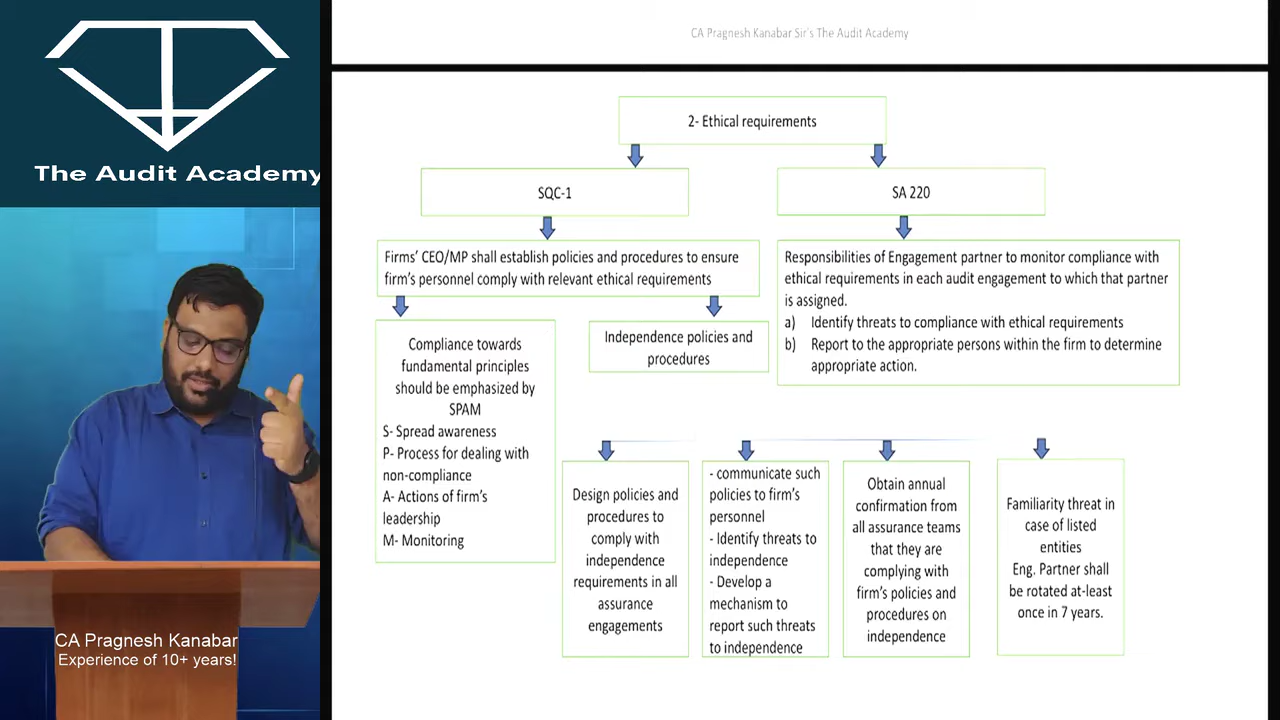 The Audit Academy
CA Pragnesh Kanabar
Experience of 10+ years!
CA Pragnesh Kanabar Sir's The Audit Academy
2- Ethical requirements
SQC-1
SA 220
Firms' CEO/MP shall establish policies and procedures to ensure
firm's personnel comply with relevant ethical requirements
Responsibilities of Engagement partner to monitor compliance with
ethical requirements in each audit engagement to which that partner
is assigned.
a) Identify threats to compliance with ethical requirements
b) Report to the appropriate persons within the firm to determine
appropriate action.
Compliance towards
fundamental principles
should be emphasized by
SPAM
S- Spread awareness
P- Process for dealing with
non-compliance
A- Actions of firm's
leadership
M- Monitoring
Independence policies and
procedures
Design policies and
procedures to
comply with
independence
requirements in all
assurance
engagements
- communicate such
policies to firm's
personnel
- Identify threats to
independence
- Develop a
mechanism to
report such threats
to independence
Obtain annual
confirmation from
all assurance teams
that they are
complying with
firm's policies and
procedures on
independence
Familiarity threat in
case of listed
entities
Eng. Partner shall
be rotated at-least
once in 7 years.